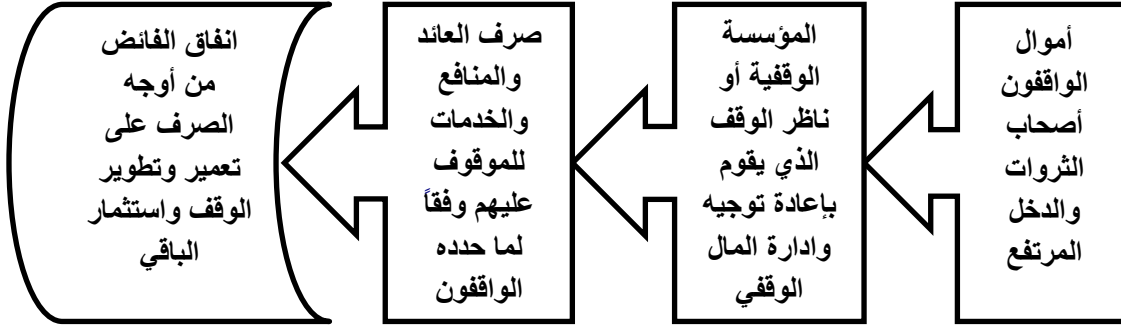 أموال
الواقفون
أصحاب
الثروات
والدخل
المرتفع
المؤسسة
الوقفية أو
ناظر الوقف
الذي يقوم
بإعادة توجيه
وادارة المال
الوقفي
صرف العائد
والمنافع
والخدمات
للموقوف
عليهم وفقاً
لما حدده
الواقفون
انفاق الفائض
من أوجه
الصرف على
تعمير وتطوير
الوقف واستثمار
الباقي